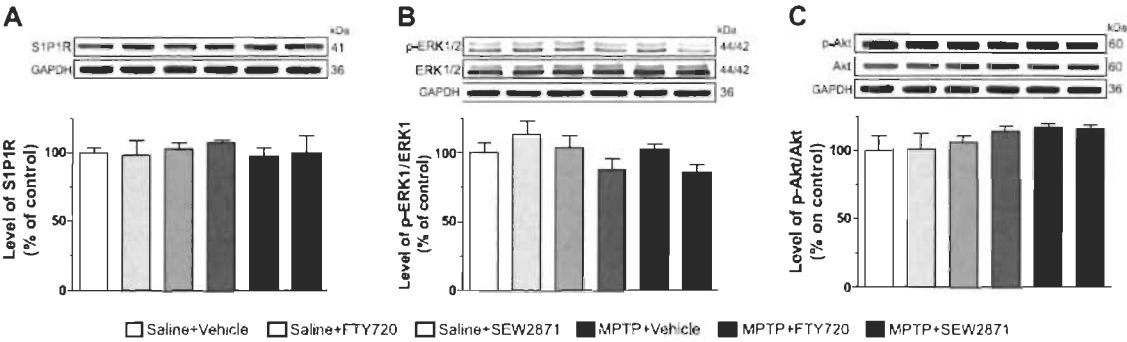 A
kDa
S1P1R 41
GAPDH 36
Level of S1P1R
(% of control)
100
50
0
B
kDa
p-ERK1/2 44/42
ERK1/2 44/42
GAPDH 36
Level of p-ERK1/ERK1
(% of control)
100
50
0
C
kDa
p-Akt 60
Akt 60
GAPDH 36
Level of p-Akt/Akt
(% on control)
100
50
0
Saline+Vehicle Saline+FTY720 Saline+SEW2871 MPTP+Vehicle MPTP+FTY720 MPTP+SEW2871